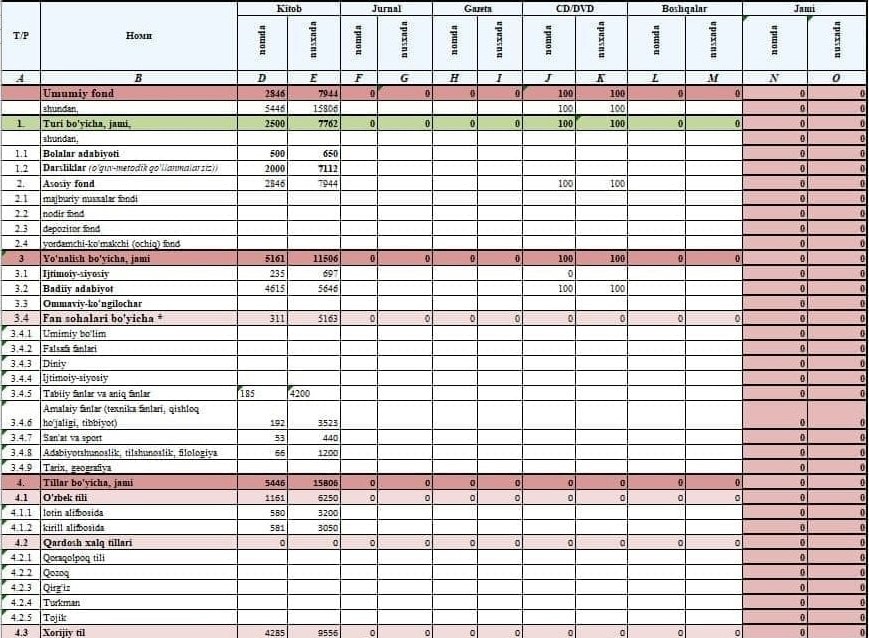 T/P Номи Kitob Jurnal Gazeta CD/DVD Boshqalar Jami
nomda nusxada nomda nusxada nomda nusxada nomda nusxada nomda nusxada nomda nusxada
A B D E F G H I J K L M N O
Umumiy fond 2846 7944 0 0 0 0 100 100 0 0 0 0
shundan, 5446 15806 100 100 0 0
1. Turi bo'yicha, jami, 2500 7762 0 0 0 0 100 100 0 0 0 0
shundan, 0 0
1.1 Bolalar adabiyoti 500 650 0 0
1.2 Darsliklar (o'quv-metodik qo'llanmalarsiz)) 2000 7112 0 0
2. Asosiy fond 2846 7944 100 100 0 0
2.1 majburiy nusxalar fondi 0 0
2.2 nodir fond 0 0
2.3 depozitor fond 0 0
2.4 yordamchi-ko'makchi (ochiq) fond 0 0
3 Yo'nalish bo'yicha, jami 5161 11506 0 0 0 0 100 100 0 0 0 0
3.1 Ijtimoiy-siyosiy 235 697 0 0 0
3.2 Badiiy adabiyot 4615 5646 100 100 0 0
3.3 Ommaviy-ko'ngilochar 0 0
3.4 Fan sohalari bo'yicha * 311 5163 0 0 0 0 0 0 0 0 0 0
3.4.1 Umimiy bo'lim 0 0
3.4.2 Falsafa fanlari 0 0
3.4.3 Diniy 0 0
3.4.4 Ijtimoiy-siyosiy 0 0
3.4.5 Tabiiy fanlar va aniq fanlar 185 4200 0 0
Amalaiy fanlar (texnika fanlari, qishloq
3.4.6 ho'jaligi, tibbiyot) 192 3523 0 0
3.4.7 San'at va sport 53 440 0 0
3.4.8 Adabiyotshunoslik, tilshunoslik, filologiya 66 1200 0 0
3.4.9 Tarix, geografiya 0 0
4. Tillar bo'yicha, jami 5446 15806 0 0 0 0 0 0 0 0 0 0
4.1 O'zbek tili 1161 6250 0 0 0 0 0 0 0 0 0 0
4.1.1 lotin alifbosida 580 3200 0 0
4.1.2 kirill alifbosida 581 3050 0 0
4.2 Qardosh xalq tillari 0 0 0 0 0 0 0 0 0 0 0 0
4.2.1 Qoraqolpoq tili 0 0
4.2.2 Qozoq 0 0
4.2.3 Qirg'iz 0 0
4.2.4 Turkman 0 0
4.2.5 Tojik 0 0
4.3 Xorijiy til 4285 9556 0 0 0 0 0 0 0 0 0 0